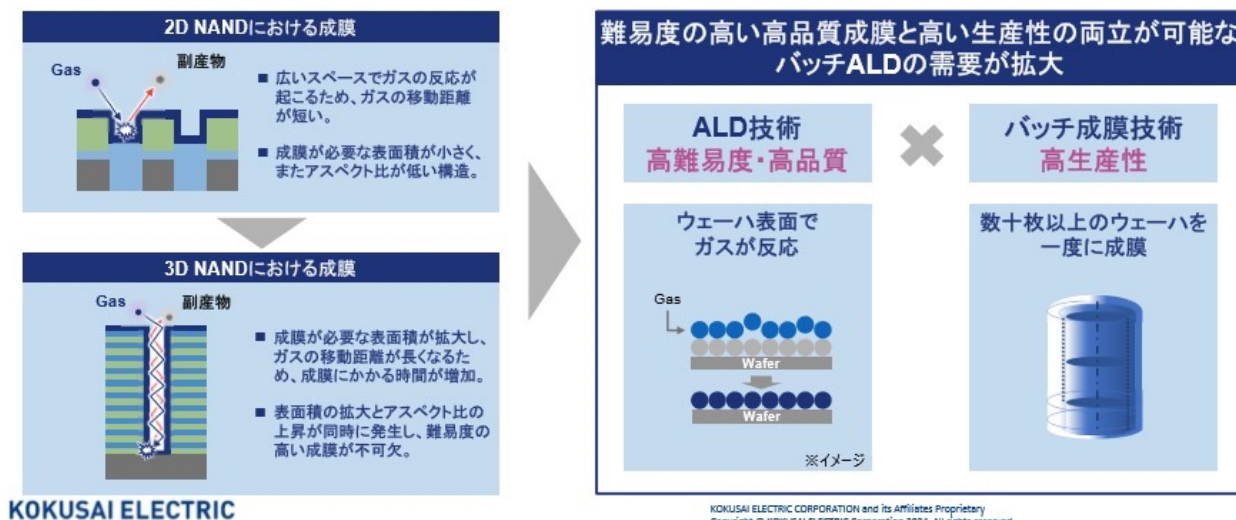 2D NANDにおける成膜
Gas
副産物
■ 広いスペースでガスの反応が
起こるため、ガスの移動距離
が短い。
■ 成膜が必要な表面積が小さく、
またアスペクト比が低い構造。
3D NANDにおける成膜
Gas
副産物
■ 成膜が必要な表面積が拡大し、
ガスの移動距離が長くなるた
め、成膜にかかる時間が増加。
■ 表面積の拡大とアスペクト比の
上昇が同時に発生し、難易度の
高い成膜が不可欠。
難易度の高い高品質成膜と高い生産性の両立が可能な
バッチALDの需要が拡大
ALD技術
高難易度・高品質
バッチ成膜技術
高生産性
ウェーハ表面で
ガスが反応
Gas
Wafer
Wafer
※イメージ
数十枚以上のウェーハを
一度に成膜
KOKUSAI ELECTRIC
KOKUSAI ELECTRIC CORPORATION and its Affiliates Proprietary